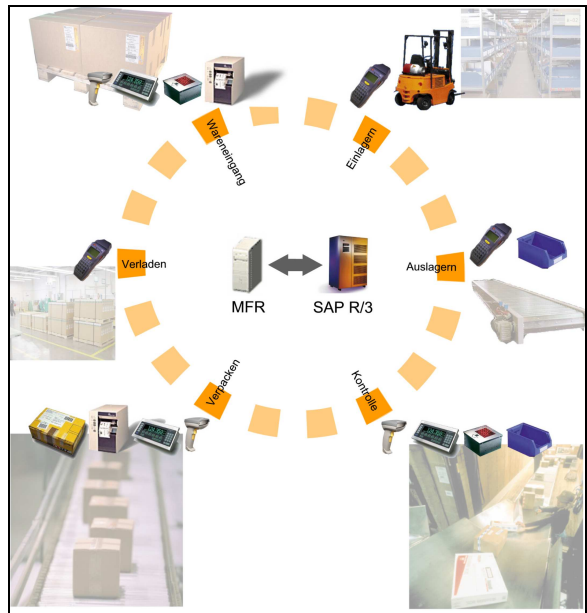 Wareneingang
Einlagern
Verladen
Auslagern
MFR
SAP R/3
Verpacken
Kontrolle